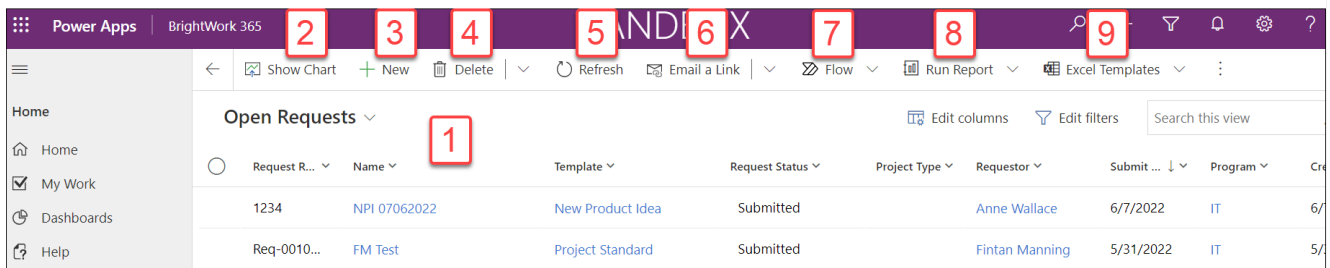 Power Apps BrightWork 365
2 3 4 5 6 7 8 9
Show Chart New Delete Refresh Email a Link Flow Run Report Excel Templates
Home
Open Requests
1
Edit columns Edit filters Search this view
Home
My Work
Dashboards
Help
Request R... Name Template Request Status Project Type Requestor Submit ... Program
1234 NPI 07062022 New Product Idea Submitted Anne Wallace 6/7/2022 IT
Req-0010... FM Test Project Standard Submitted Fintan Manning 5/31/2022 IT